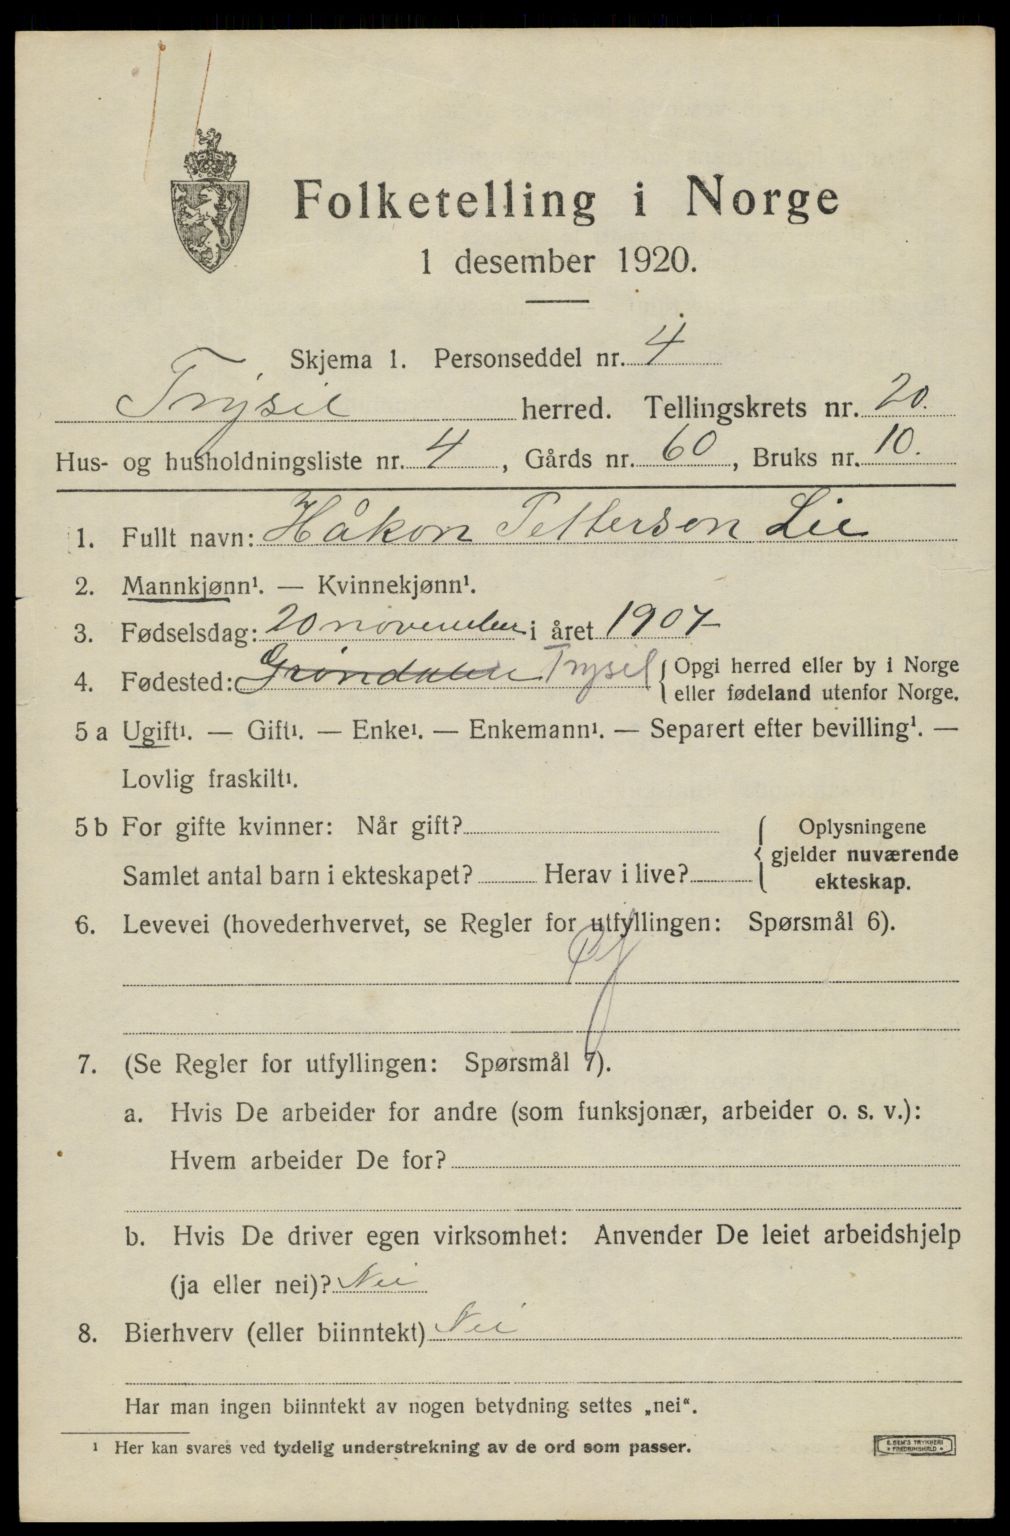 Folketelling i Norge
1 desember 1920.
Skjema 1. Personseddel nr. 4
Trysil herred. Tellingskrets nr. 20.
Hus- og husholdningsliste nr. 4, Gårds nr. 60, Bruks nr. 10.
1. Fullt navn: Håkon Petterson Lie
2. Mannkjønn¹. — Kvinnekjønn¹.
3. Fødselsdag: 20 november i året 1907
4. Fødested: Grøndalen Trysil { Opgi herred eller by i Norge
eller fødeland utenfor Norge.
5 a Ugift¹. — Gift¹. — Enke¹. — Enkemann¹. — Separert efter bevilling¹. —
Lovlig fraskilt¹.
5 b For gifte kvinner: Når gift?
Samlet antal barn i ekteskapet? Herav i live?
Oplysningene
gjelder nuværende
ekteskap.
6. Levevei (hovederhvervet, se Regler for utfyllingen: Spørsmål 6).
7. (Se Regler for utfyllingen: Spørsmål 7).
a. Hvis De arbeider for andre (som funksjonær, arbeider o. s. v.):
Hvem arbeider De for?
b. Hvis De driver egen virksomhet: Anvender De leiet arbeidshjelp
(ja eller nei)? Nei
8. Bierhverv (eller biinntekt) Nei
Har man ingen biinntekt av nogen betydning settes „nei".
¹ Her kan svares ved tydelig understrekning av de ord som passer.
E. SEM'S TRYKKERI
FREDRIKSHALD